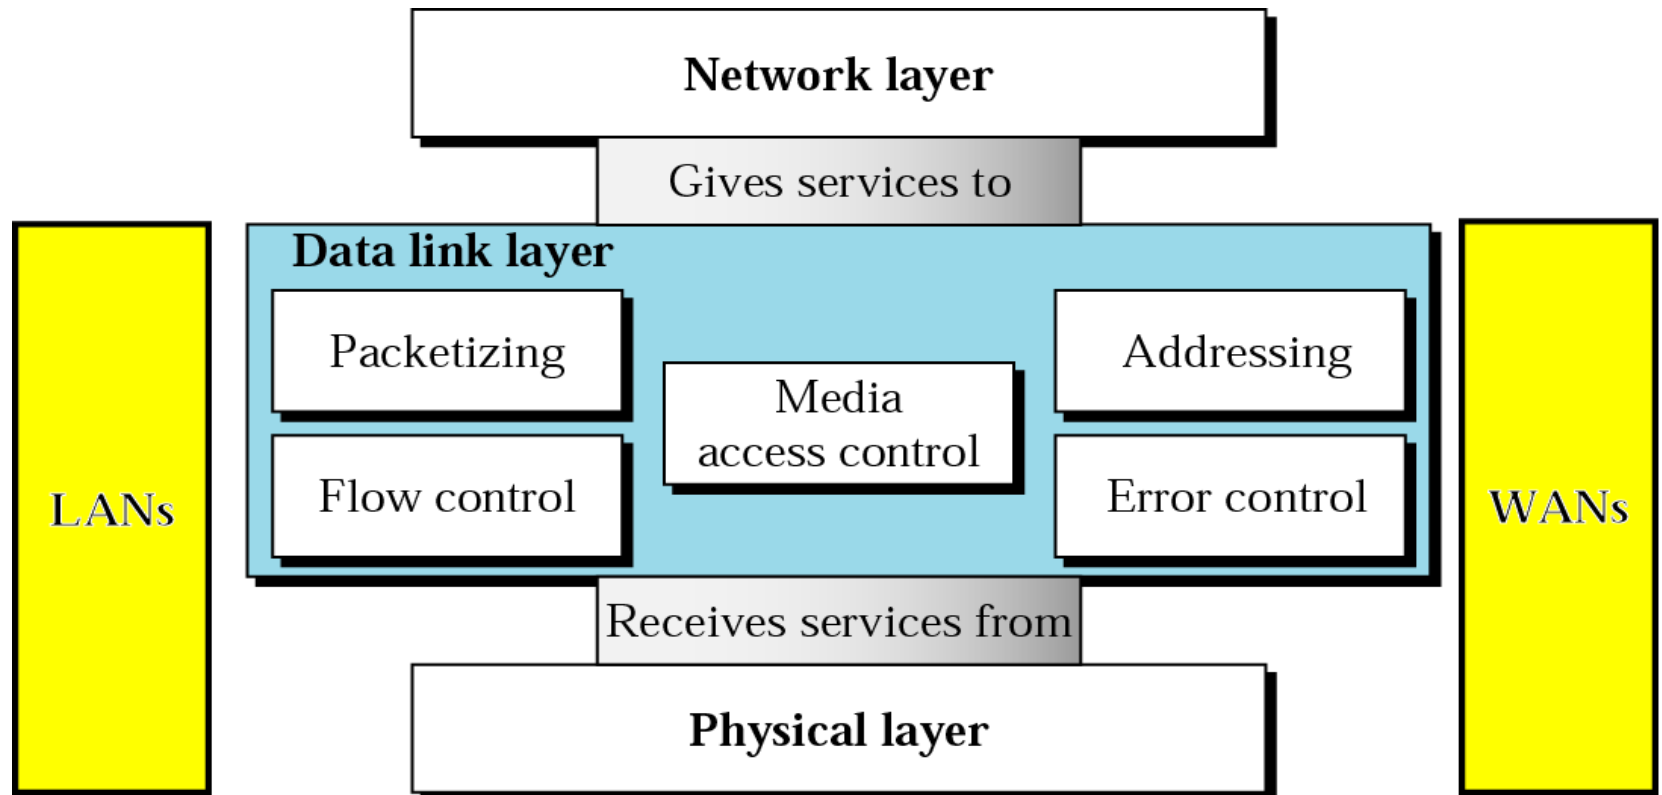 Network layer
Gives services to
Data link layer
Packetizing
Addressing
Media
access control
Flow control
Error control
LANs
WANs
Receives services from
Physical layer